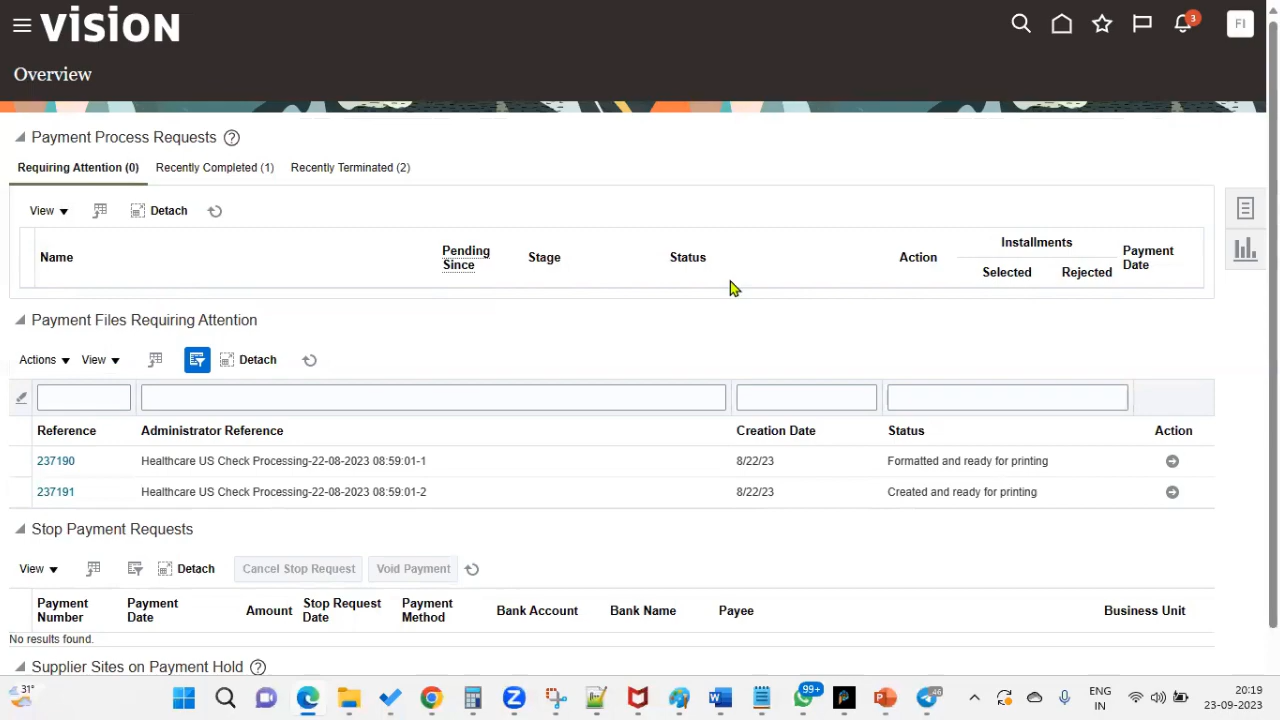 vision
3
FI
Overview
Payment Process Requests
Requiring Attention (0) Recently Completed (1) Recently Terminated (2)
View Detach
Name Pending Since Stage Status Action Installments Selected Rejected Payment Date
Payment Files Requiring Attention
Actions View Detach
Reference Administrator Reference Creation Date Status Action
237190 Healthcare US Check Processing-22-08-2023 08:59:01-1 8/22/23 Formatted and ready for printing
237191 Healthcare US Check Processing-22-08-2023 08:59:01-2 8/22/23 Created and ready for printing
Stop Payment Requests
View Detach Cancel Stop Request Void Payment
Payment Number Payment Date Amount Stop Request Date Payment Method Bank Account Bank Name Payee Business Unit
No results found.
Supplier Sites on Payment Hold
31° 99+ 46 ENG IN 20:19 23-09-2023